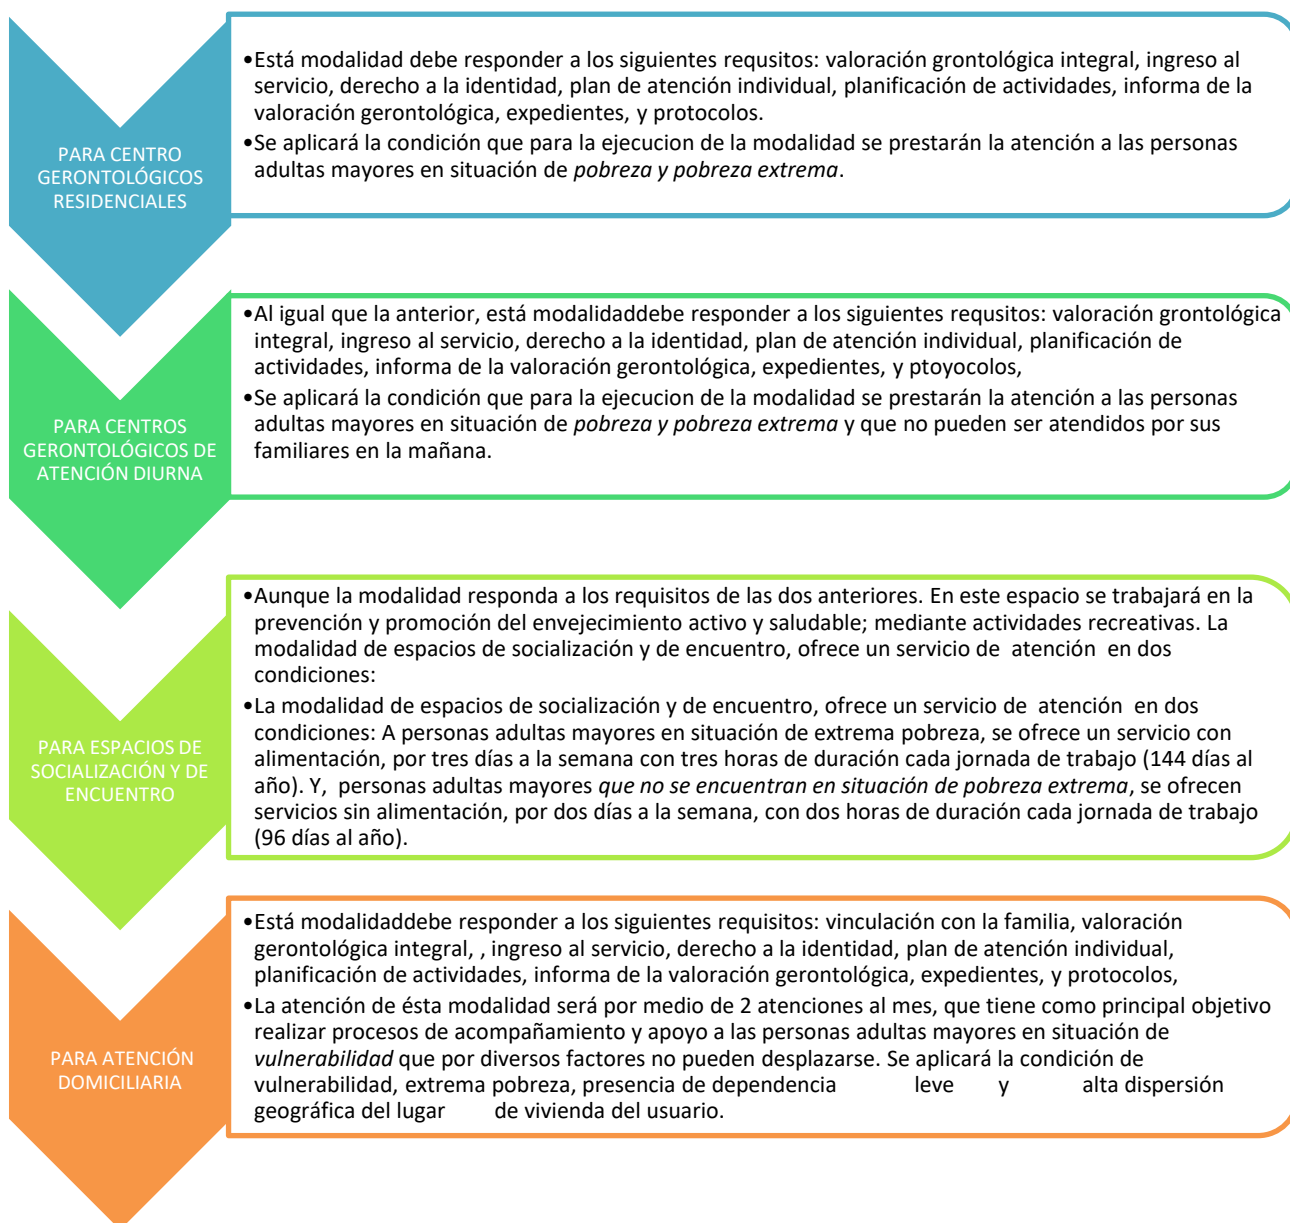 PARA CENTRO
GERONTOLÓGICOS
RESIDENCIALES
•Está modalidad debe responder a los siguientes requsitos: valoración grontológica integral, ingreso al
servicio, derecho a la identidad, plan de atención individual, planificación de actividades, informa de la
valoración gerontológica, expedientes, y protocolos.
•Se aplicará la condición que para la ejecucion de la modalidad se prestarán la atención a las personas
adultas mayores en situación de pobreza y pobreza extrema.
PARA CENTROS
GERONTOLÓGICOS DE
ATENCIÓN DIURNA
•Al igual que la anterior, está modalidaddebe responder a los siguientes requsitos: valoración grontológica
integral, ingreso al servicio, derecho a la identidad, plan de atención individual, planificación de
actividades, informa de la valoración gerontológica, expedientes, y ptoyocolos,
•Se aplicará la condición que para la ejecucion de la modalidad se prestarán la atención a las personas
adultas mayores en situación de pobreza y pobreza extrema y que no pueden ser atendidos por sus
familiares en la mañana.
PARA ESPACIOS DE
SOCIALIZACIÓN Y DE
ENCUENTRO
•Aunque la modalidad responda a los requisitos de las dos anteriores. En este espacio se trabajará en la
prevención y promoción del envejecimiento activo y saludable; mediante actividades recreativas. La
modalidad de espacios de socialización y de encuentro, ofrece un servicio de atención en dos
condiciones:
•La modalidad de espacios de socialización y de encuentro, ofrece un servicio de atención en dos
condiciones: A personas adultas mayores en situación de extrema pobreza, se ofrece un servicio con
alimentación, por tres días a la semana con tres horas de duración cada jornada de trabajo (144 días al
año). Y, personas adultas mayores que no se encuentran en situación de pobreza extrema, se ofrecen
servicios sin alimentación, por dos días a la semana, con dos horas de duración cada jornada de trabajo
(96 días al año).
PARA ATENCIÓN
DOMICILIARIA
•Está modalidaddebe responder a los siguientes requisitos: vinculación con la familia, valoración
gerontológica integral, , ingreso al servicio, derecho a la identidad, plan de atención individual,
planificación de actividades, informa de la valoración gerontológica, expedientes, y protocolos,
•La atención de ésta modalidad será por medio de 2 atenciones al mes, que tiene como principal objetivo
realizar procesos de acompañamiento y apoyo a las personas adultas mayores en situación de
vulnerabilidad que por diversos factores no pueden desplazarse. Se aplicará la condición de
vulnerabilidad, extrema pobreza, presencia de dependencia leve y alta dispersión
geográfica del lugar de vivienda del usuario.